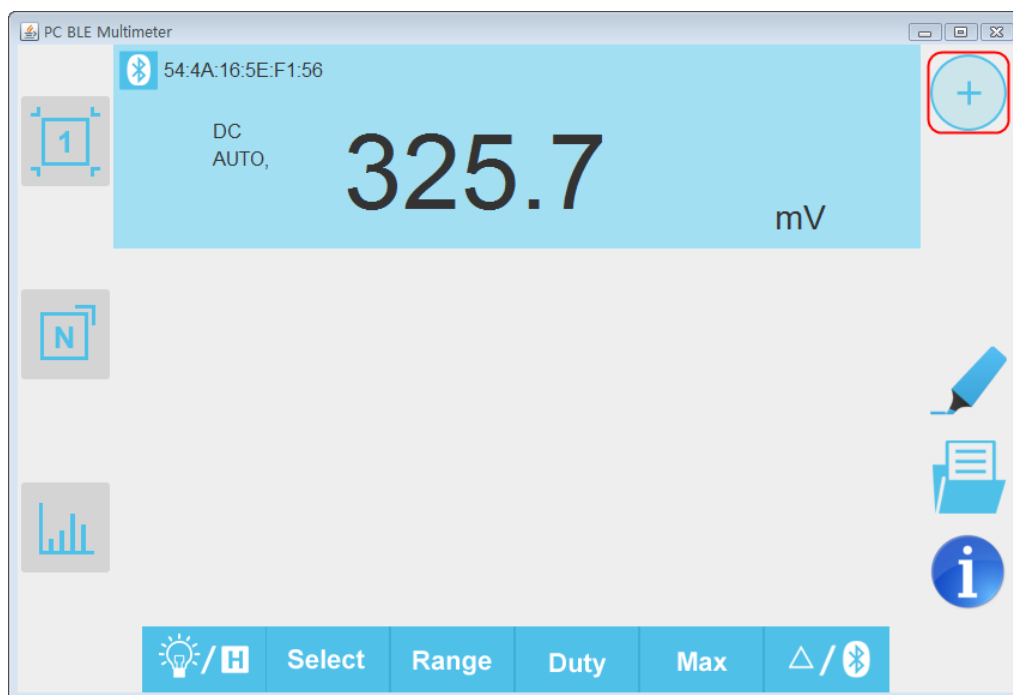 PC BLE Multimeter
54:4A:16:5E:F1:56
DC
AUTO,
325.7
mV
1
N
i
/H Select Range Duty Max △/